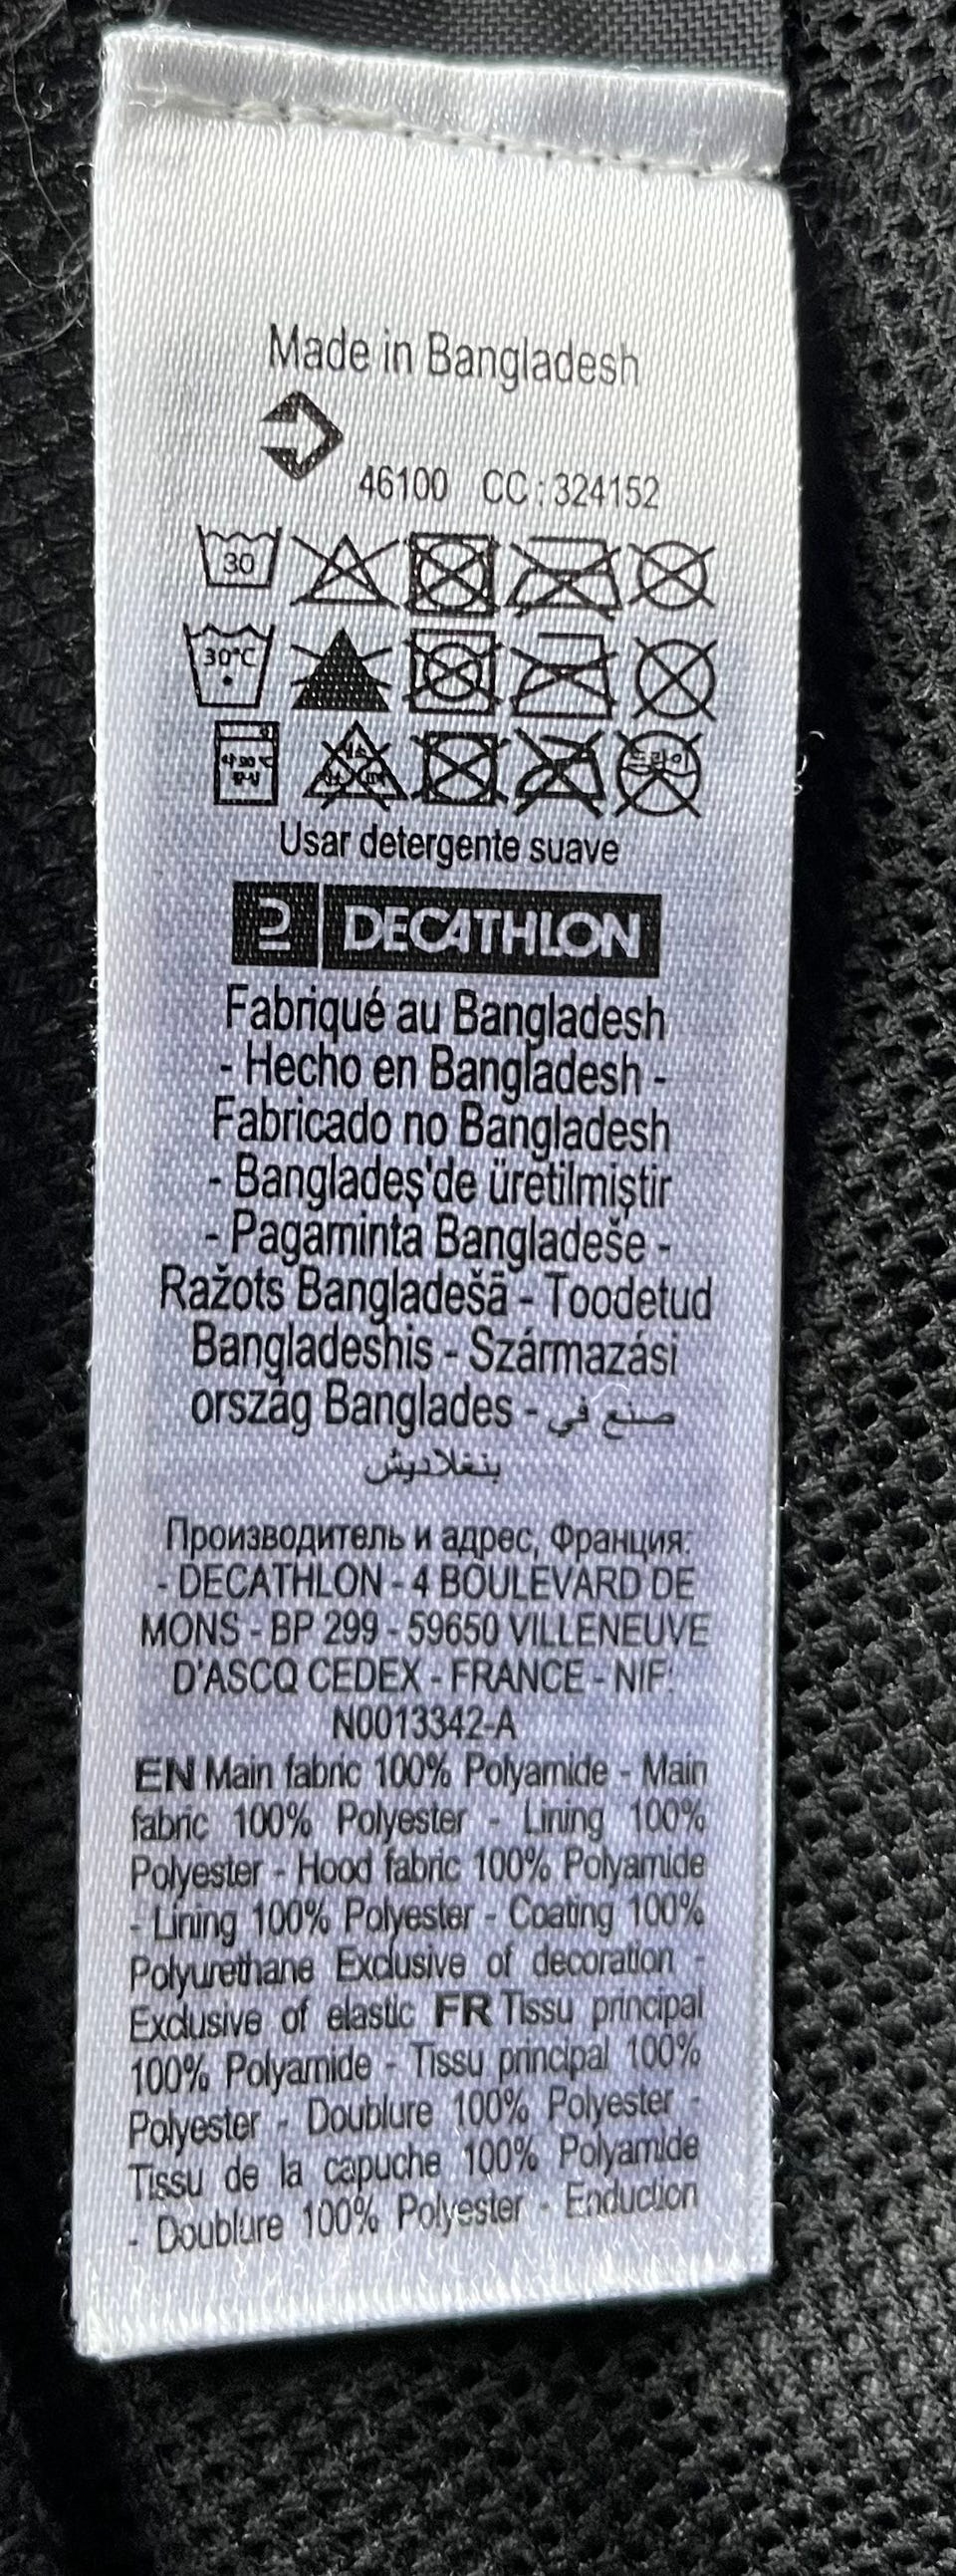 Made in Bangladesh
46100 CC : 324152
30
30°C
드라이
Usar detergente suave
DECATHLON
Fabriqué au Bangladesh
- Hecho en Bangladesh -
Fabricado no Bangladesh
- Bangladeş'de üretilmiştir
- Pagaminta Bangladeše -
Ražots Bangladešā - Toodetud
Bangladeshis - Származási
ország Banglades - صنع في
بنغلاديش
Производитель и адрес, Франция:
- DECATHLON - 4 BOULEVARD DE
MONS - BP 299 - 59650 VILLENEUVE
D'ASCQ CEDEX - FRANCE - NIF:
N0013342-A
EN Main fabric 100% Polyamide - Main
fabric 100% Polyester - Lining 100%
Polyester - Hood fabric 100% Polyamide
- Lining 100% Polyester - Coating 100%
Polyurethane Exclusive of decoration -
Exclusive of elastic FR Tissu principal
100% Polyamide - Tissu principal 100%
Polyester - Doublure 100% Polyester -
Tissu de la capuche 100% Polyamide
- Doublure 100% Polyester - Enduction